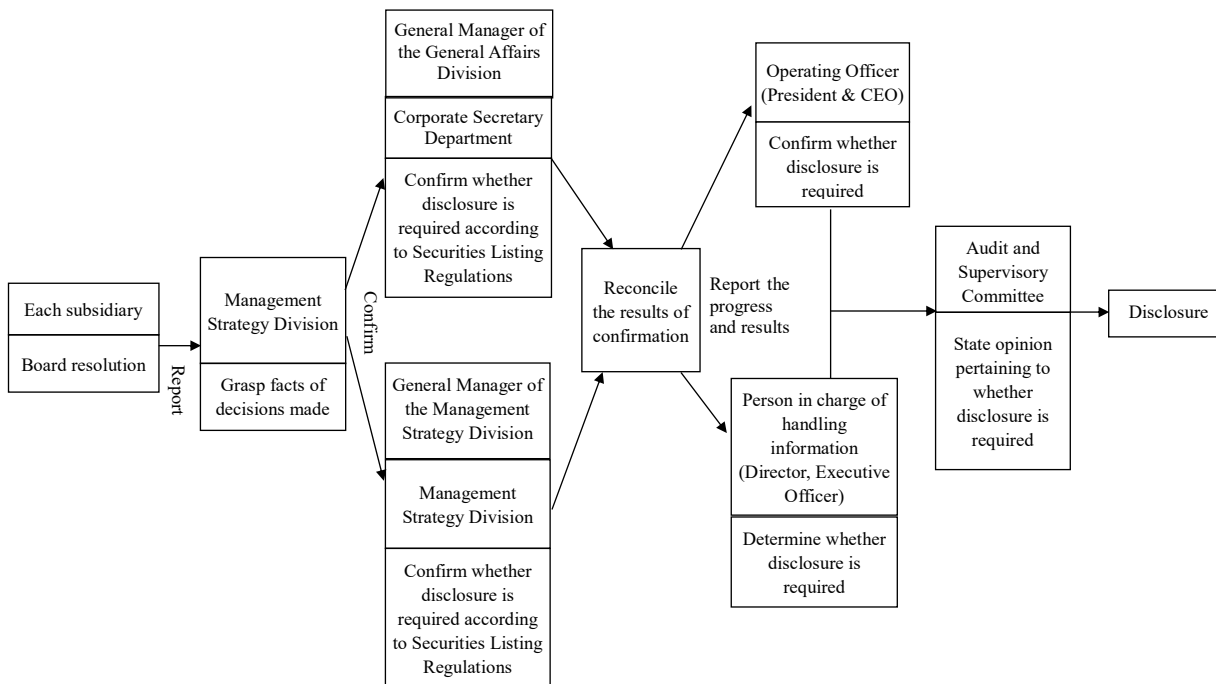 Each subsidiary
Board resolution
Report
Management
Strategy Division
Grasp facts of
decisions made
Confirm
General Manager of
the General Affairs
Division
Corporate Secretary
Department
Confirm whether
disclosure is
required according
to Securities Listing
Regulations
General Manager of
the Management
Strategy Division
Management
Strategy Division
Confirm whether
disclosure is
required according
to Securities Listing
Regulations
Reconcile
the results of
confirmation
Report the
progress
and results
Operating Officer
(President & CEO)
Confirm whether
disclosure is
required
Person in charge of
handling
information
(Director, Executive
Officer)
Determine whether
disclosure is
required
Audit and
Supervisory
Committee
State opinion
pertaining to
whether
disclosure is
required
Disclosure